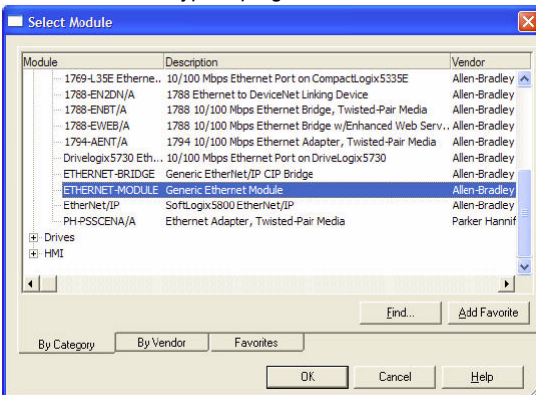 Select Module
Module Description Vendor
1769-L35E Etherne.. 10/100 Mbps Ethernet Port on CompactLogix5335E Allen-Bradley
1788-EN2DN/A 1788 Ethernet to DeviceNet Linking Device Allen-Bradley
1788-ENBT/A 1788 10/100 Mbps Ethernet Bridge, Twisted-Pair Media Allen-Bradley
1788-EWEB/A 1788 10/100 Mbps Ethernet Bridge w/Enhanced Web Serv.. Allen-Bradley
1794-AENT/A 1794 10/100 Mbps Ethernet Adapter, Twisted-Pair Media Allen-Bradley
Drivelogix5730 Eth... 10/100 Mbps Ethernet Port on DriveLogix5730 Allen-Bradley
ETHERNET-BRIDGE Generic EtherNet/IP CIP Bridge Allen-Bradley
ETHERNET-MODULE Generic Ethernet Module Allen-Bradley
EtherNet/IP SoftLogix5800 EtherNet/IP Allen-Bradley
PH-PSSCENA/A Ethernet Adapter, Twisted-Pair Media Parker Hannif
Drives
HMI
Find... Add Favorite
By Category By Vendor Favorites
OK Cancel Help